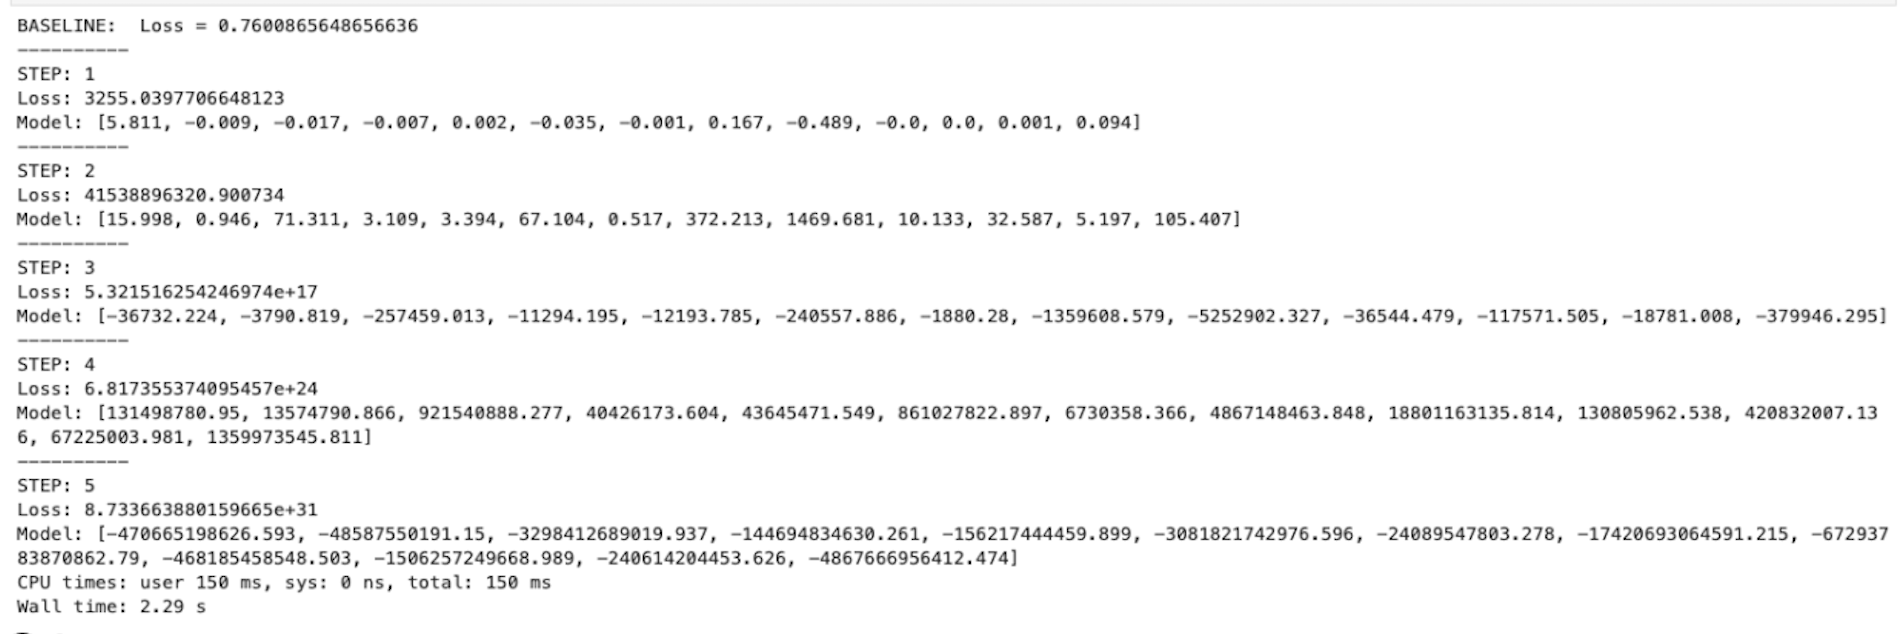 BASELINE:  Loss = 0.7600865648656636
----------
STEP: 1
Loss: 3255.0397706648123
Model: [5.811, -0.009, -0.017, -0.007, 0.002, -0.035, -0.001, 0.167, -0.489, -0.0, 0.0, 0.001, 0.094]
----------
STEP: 2
Loss: 41538896320.900734
Model: [15.998, 0.946, 71.311, 3.109, 3.394, 67.104, 0.517, 372.213, 1469.681, 10.133, 32.587, 5.197, 105.407]
----------
STEP: 3
Loss: 5.321516254246974e+17
Model: [-36732.224, -3790.819, -257459.013, -11294.195, -12193.785, -240557.886, -1880.28, -1359608.579, -5252902.327, -36544.479, -117571.505, -18781.008, -379946.295]
----------
STEP: 4
Loss: 6.817355374095457e+24
Model: [131498780.95, 13574790.866, 921540888.277, 40426173.604, 43645471.549, 861027822.897, 6730358.366, 4867148463.848, 18801163135.814, 130805962.538, 420832007.13
6, 67225003.981, 1359973545.811]
----------
STEP: 5
Loss: 8.733663880159665e+31
Model: [-470665198626.593, -48587550191.15, -3298412689019.937, -144694834630.261, -156217444459.899, -3081821742976.596, -24089547803.278, -17420693064591.215, -672937
83870862.79, -468185458548.503, -1506257249668.989, -240614204453.626, -4867666956412.474]
CPU times: user 150 ms, sys: 0 ns, total: 150 ms
Wall time: 2.29 s